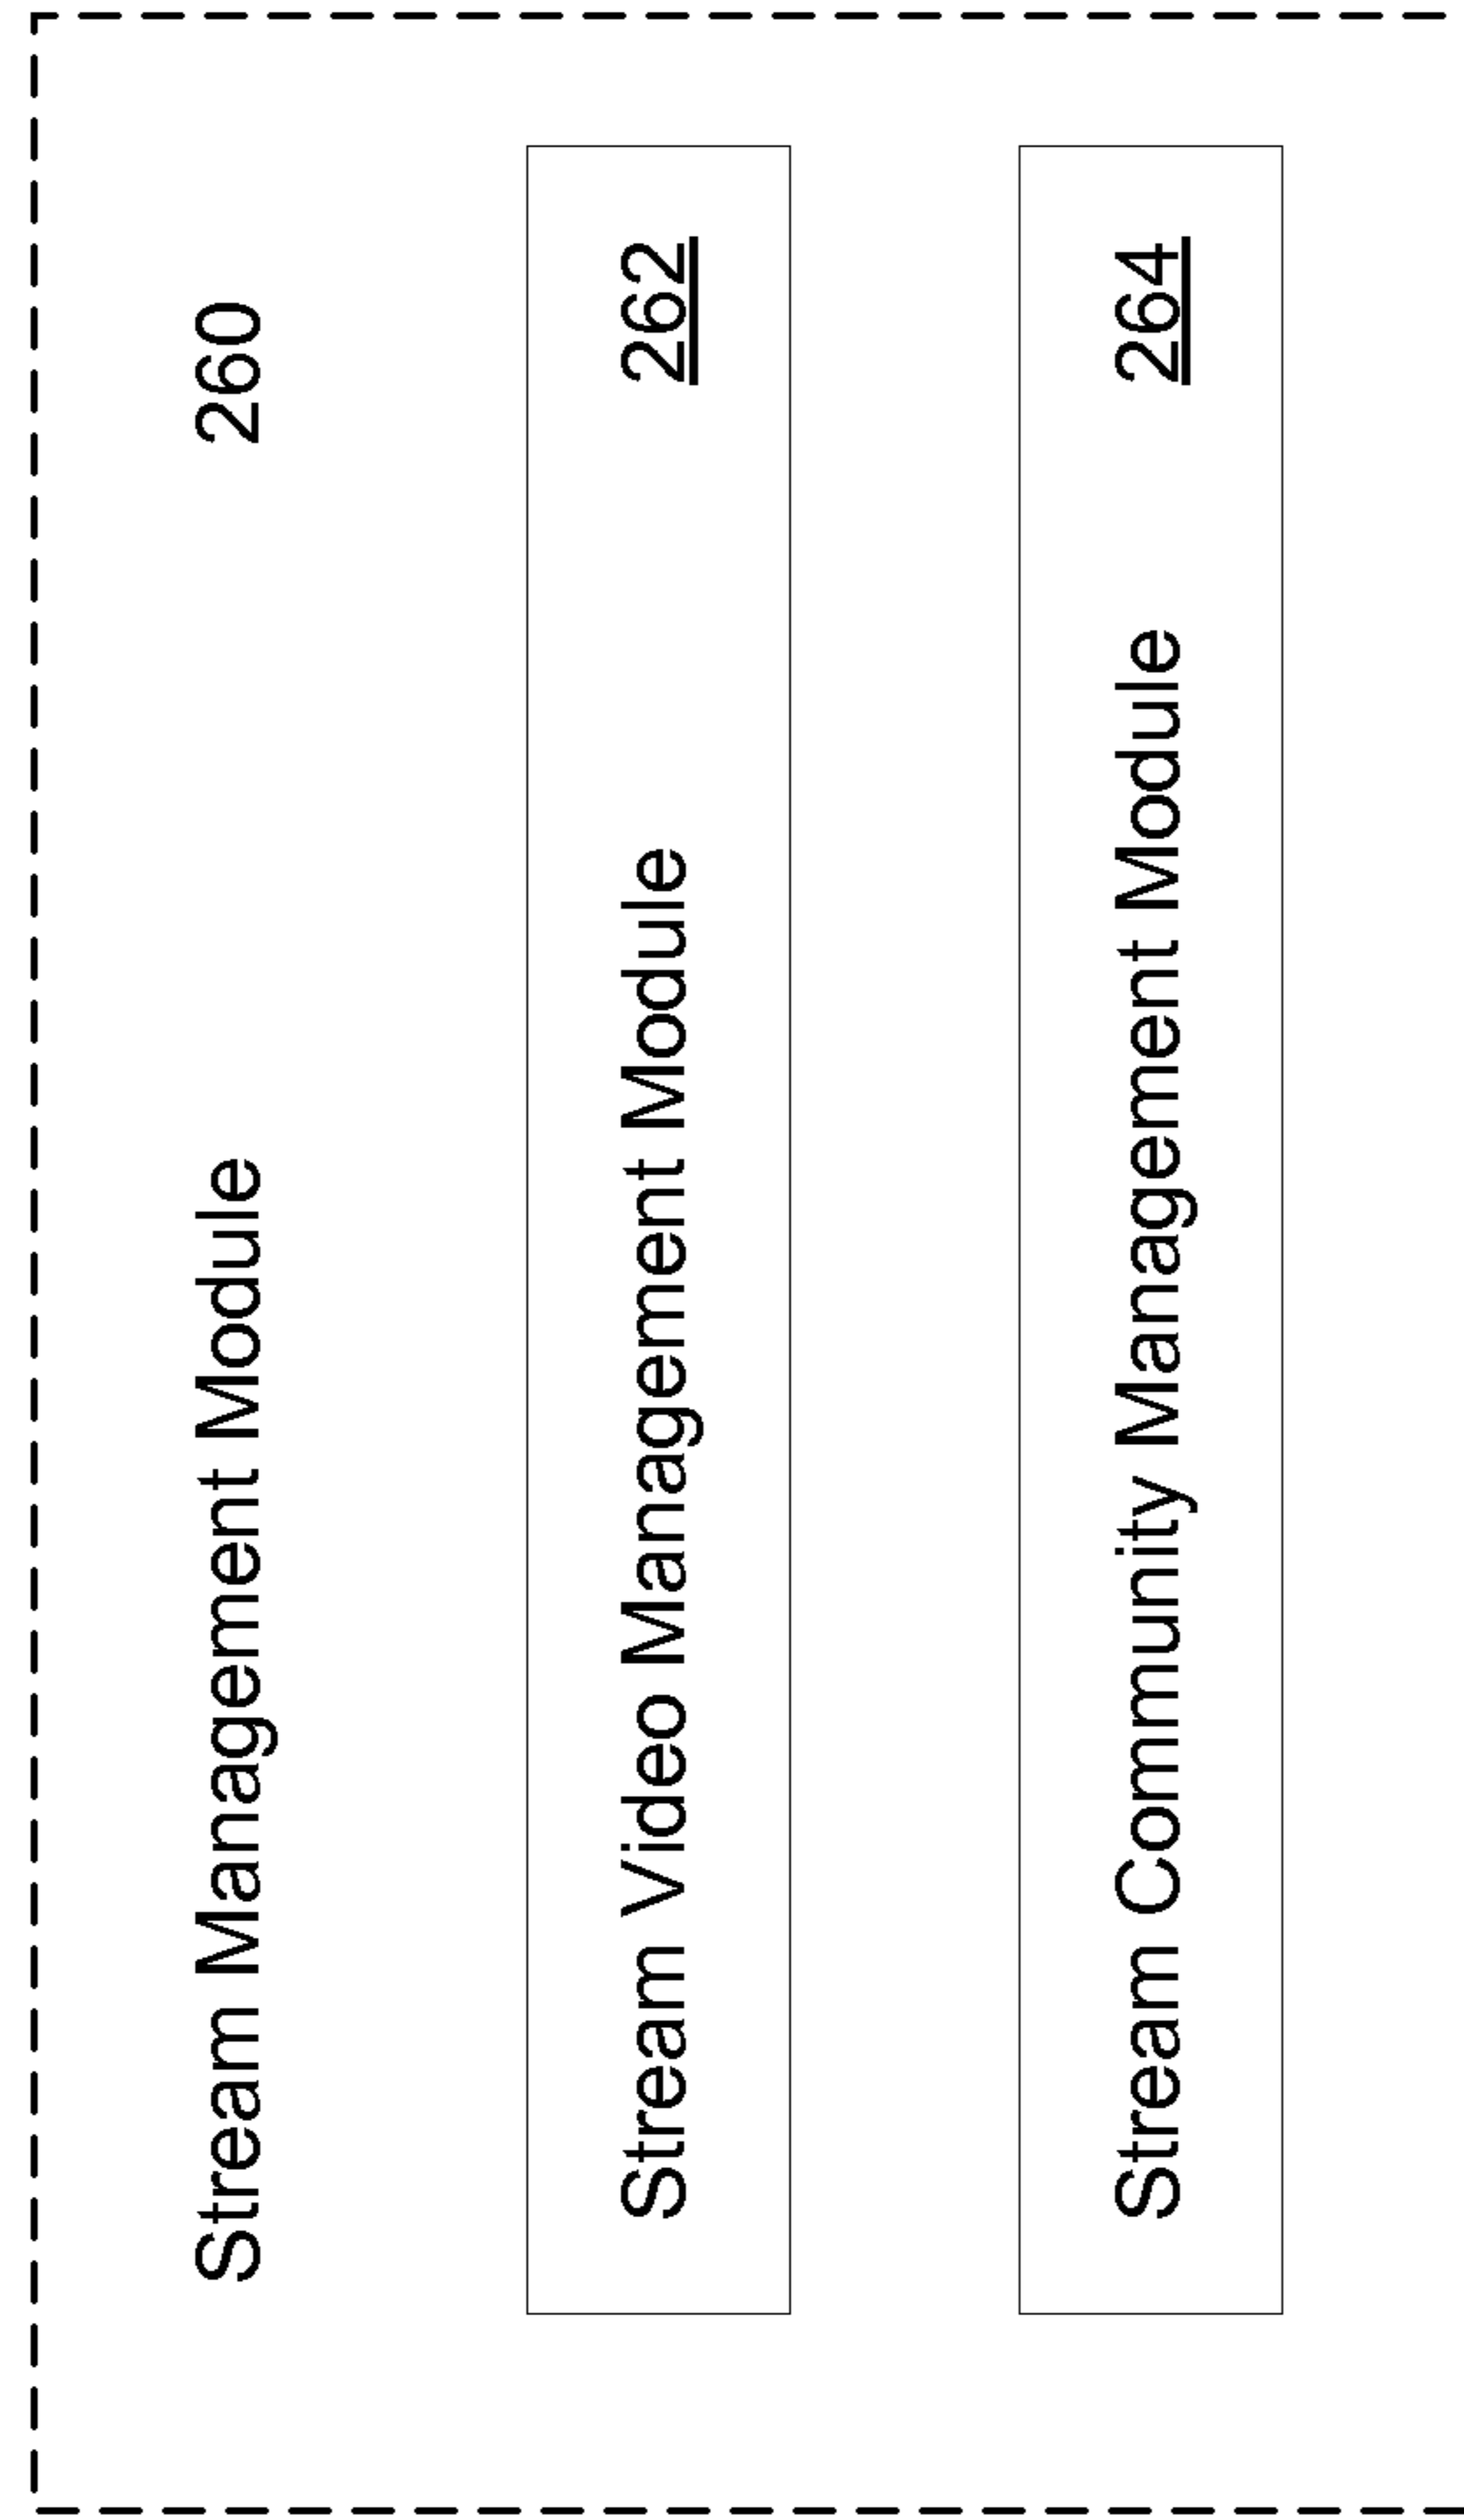 Stream Management Module 260
Stream Video Management Module 262
Stream Community Management Module 264